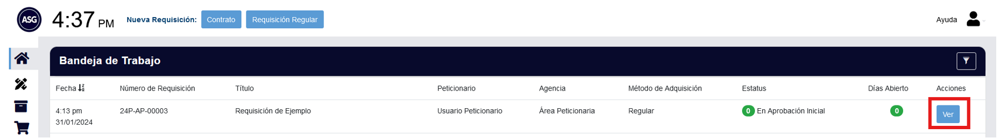 ASG 4:37 PM Nueva Requisición: Contrato Requisición Regular Ayuda
Bandeja de Trabajo
Fecha Número de Requisición Título Peticionario Agencia Método de Adquisición Estatus Días Abierto Acciones
4:13 pm 24P-AP-00003 Requisición de Ejemplo Usuario Peticionario Área Peticionaria Regular 0 En Aprobación Inicial 0 Ver
31/01/2024